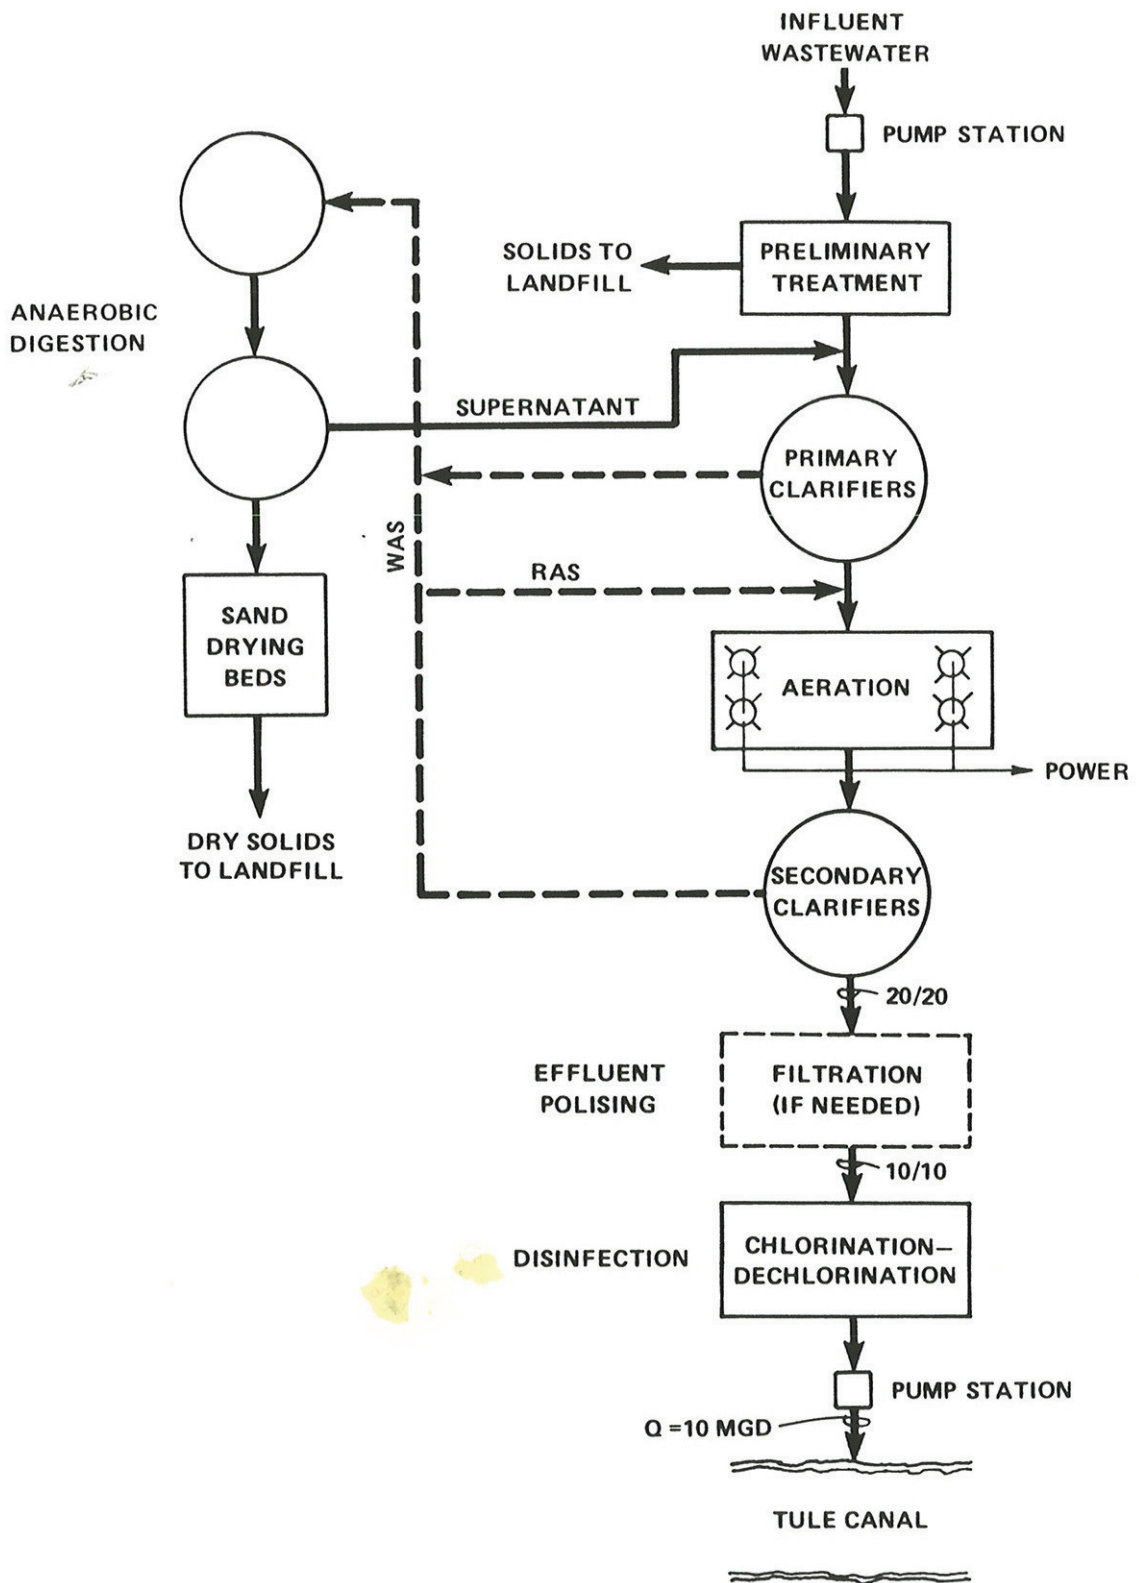 INFLUENT
WASTEWATER
PUMP STATION
PRELIMINARY
TREATMENT
SOLIDS TO
LANDFILL
ANAEROBIC
DIGESTION
SUPERNATANT
PRIMARY
CLARIFIERS
WAS
RAS
SAND
DRYING
BEDS
AERATION
POWER
DRY SOLIDS
TO LANDFILL
SECONDARY
CLARIFIERS
20/20
EFFLUENT
POLISING
FILTRATION
(IF NEEDED)
10/10
DISINFECTION
CHLORINATION–
DECHLORINATION
PUMP STATION
Q =10 MGD
TULE CANAL